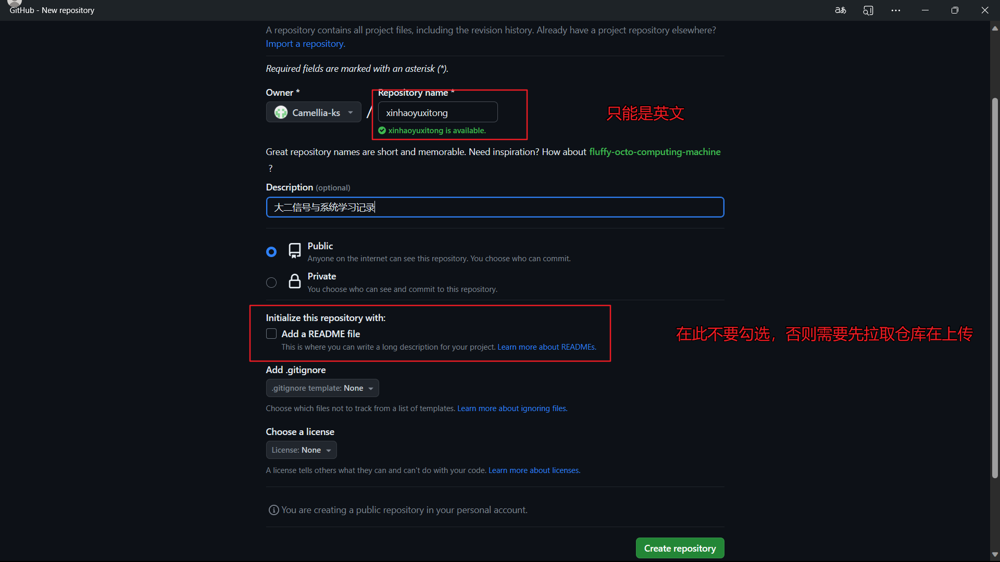 GitHub - New repository
aあ
A repository contains all project files, including the revision history. Already have a project repository elsewhere?
Import a repository.
Required fields are marked with an asterisk (*).
Owner *
Repository name *
Camellia-ks
/
xinhaoyuxitong
只能是英文
xinhaoyuxitong is available.
Great repository names are short and memorable. Need inspiration? How about fluffy-octo-computing-machine
?
Description (optional)
大二信号与系统学习记录
Public
Anyone on the internet can see this repository. You choose who can commit.
Private
You choose who can see and commit to this repository.
Initialize this repository with:
Add a README file
在此不要勾选，否则需要先拉取仓库在上传
This is where you can write a long description for your project. Learn more about READMEs.
Add .gitignore
.gitignore template: None
Choose which files not to track from a list of templates. Learn more about ignoring files.
Choose a license
License: None
A license tells others what they can and can't do with your code. Learn more about licenses.
You are creating a public repository in your personal account.
Create repository